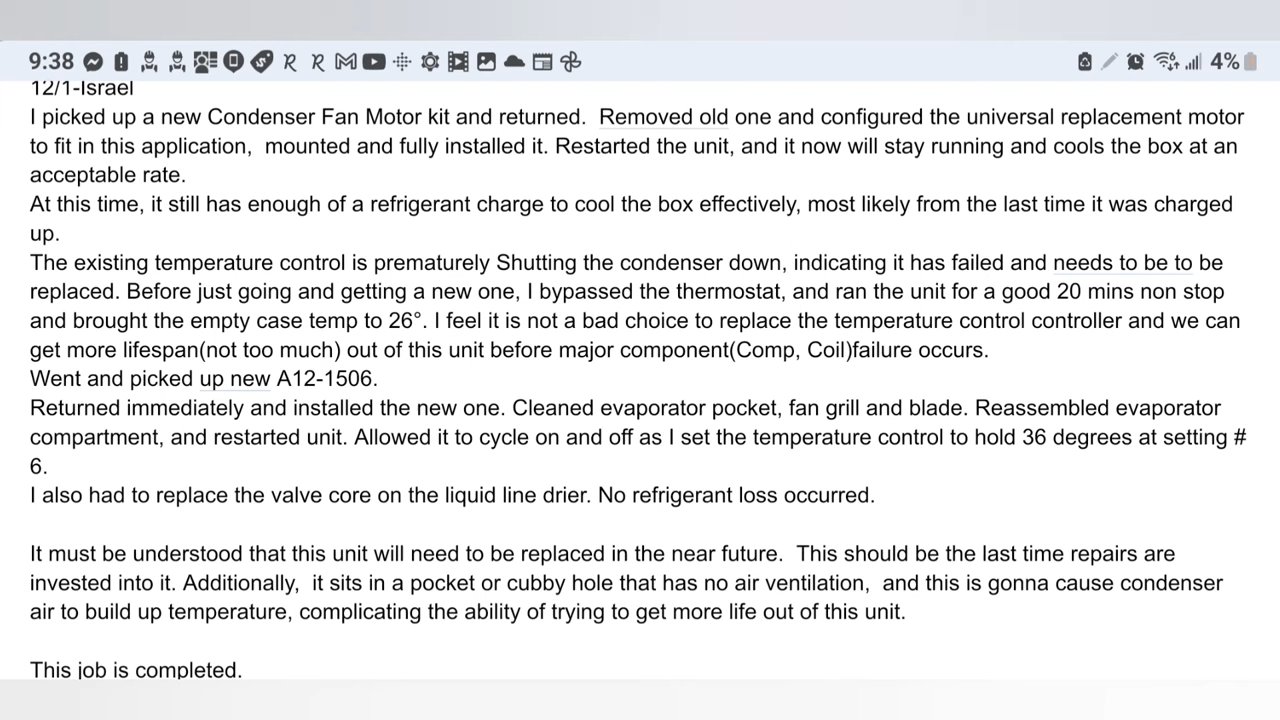 9:38 4%
12/1-Israel
I picked up a new Condenser Fan Motor kit and returned.  Removed old one and configured the universal replacement motor
to fit in this application,  mounted and fully installed it. Restarted the unit, and it now will stay running and cools the box at an
acceptable rate.
At this time, it still has enough of a refrigerant charge to cool the box effectively, most likely from the last time it was charged
up.
The existing temperature control is prematurely Shutting the condenser down, indicating it has failed and needs to be to be
replaced. Before just going and getting a new one, I bypassed the thermostat, and ran the unit for a good 20 mins non stop
and brought the empty case temp to 26°. I feel it is not a bad choice to replace the temperature control controller and we can
get more lifespan(not too much) out of this unit before major component(Comp, Coil)failure occurs.
Went and picked up new A12-1506.
Returned immediately and installed the new one. Cleaned evaporator pocket, fan grill and blade. Reassembled evaporator
compartment, and restarted unit. Allowed it to cycle on and off as I set the temperature control to hold 36 degrees at setting #
6.
I also had to replace the valve core on the liquid line drier. No refrigerant loss occurred.
It must be understood that this unit will need to be replaced in the near future.  This should be the last time repairs are
invested into it. Additionally,  it sits in a pocket or cubby hole that has no air ventilation,  and this is gonna cause condenser
air to build up temperature, complicating the ability of trying to get more life out of this unit.
This job is completed.